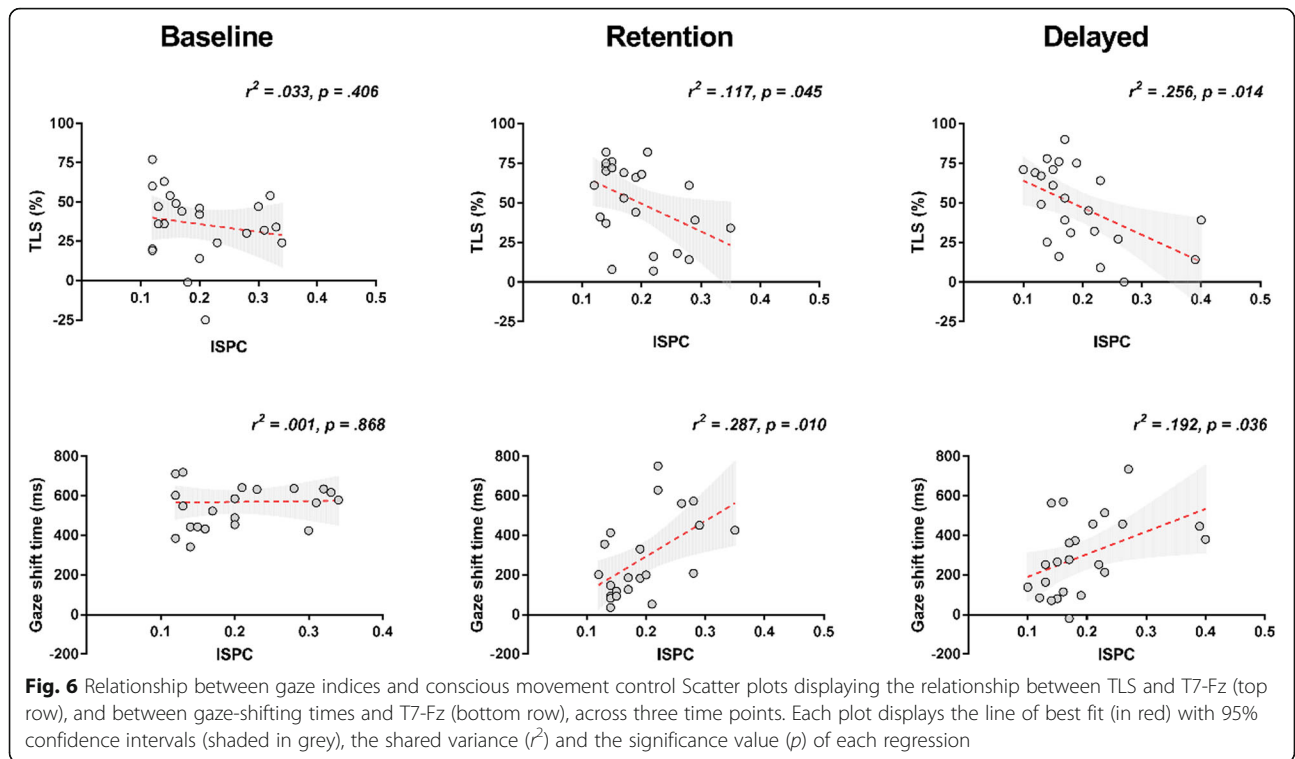 Baseline
Retention
Delayed
r² = .033, p = .406
r² = .117, p = .045
r² = .256, p = .014
TLS (%)
100
75
50
25
0
-25
0.1
0.2
0.3
0.4
0.5
ISPC
TLS (%)
100
75
50
25
0
-25
0.1
0.2
0.3
0.4
0.5
ISPC
TLS (%)
100
75
50
25
0
-25
0.1
0.2
0.3
0.4
0.5
ISPC
r² = .001, p = .868
r² = .287, p = .010
r² = .192, p = .036
Gaze shift time (ms)
800
600
400
200
0
-200
0.1
0.2
0.3
0.4
ISPC
Gaze shift time (ms)
800
600
400
200
0
-200
0.1
0.2
0.3
0.4
0.5
ISPC
Gaze shift time (ms)
800
600
400
200
0
-200
0.1
0.2
0.3
0.4
0.5
ISPC
Fig. 6 Relationship between gaze indices and conscious movement control Scatter plots displaying the relationship between TLS and T7-Fz (top
row), and between gaze-shifting times and T7-Fz (bottom row), across three time points. Each plot displays the line of best fit (in red) with 95%
confidence intervals (shaded in grey), the shared variance (r²) and the significance value (p) of each regression